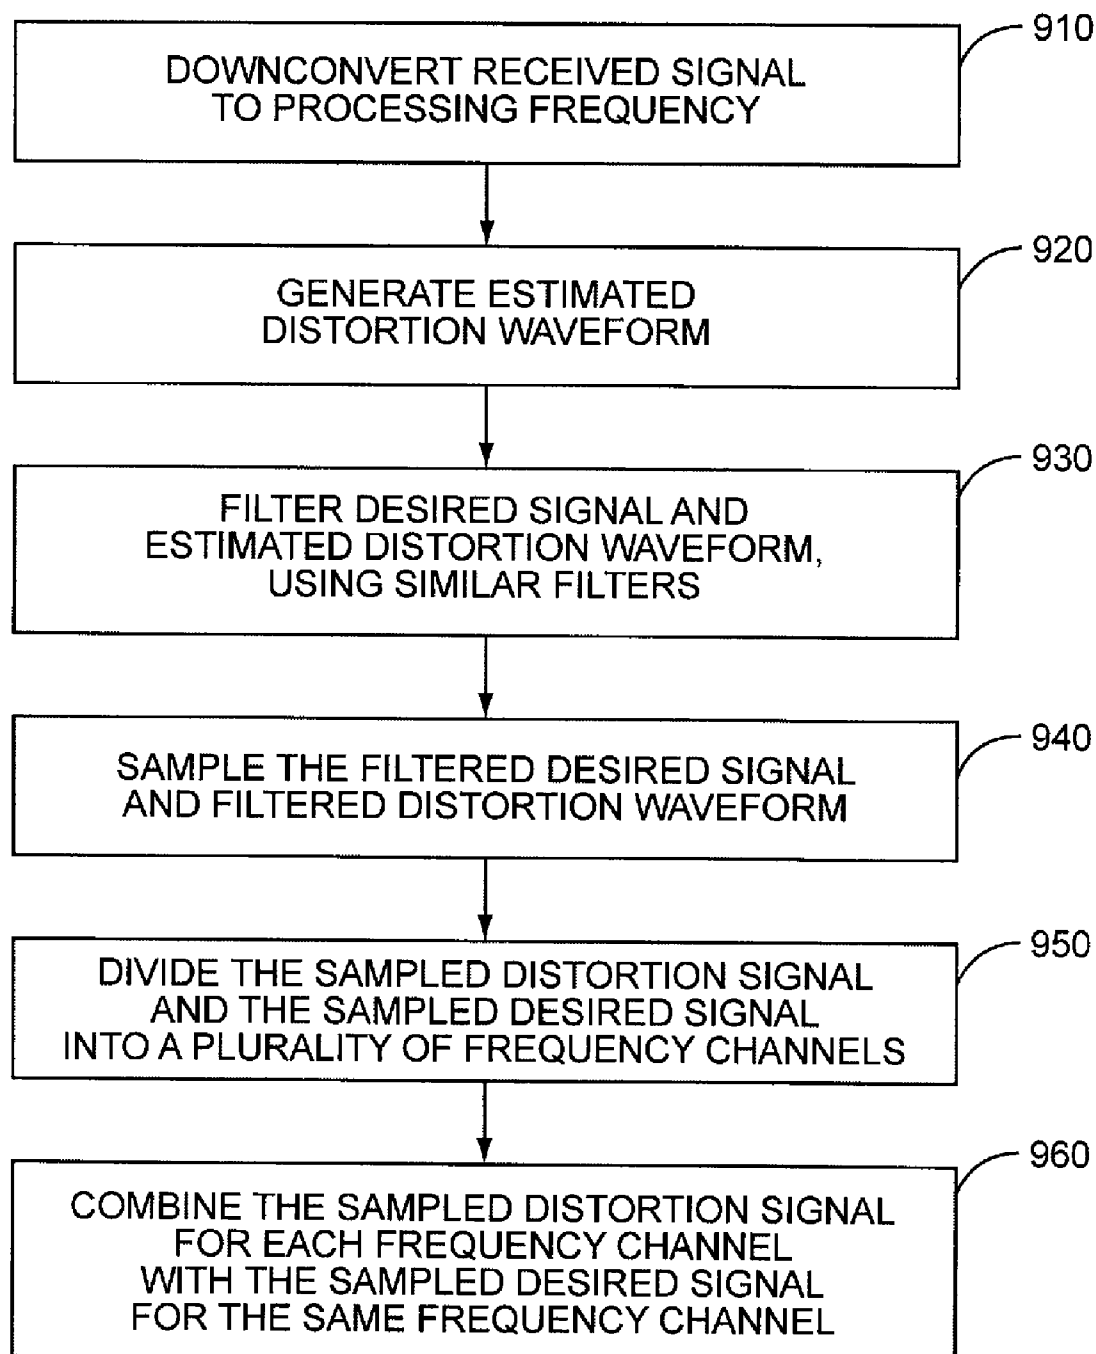 910
DOWNCONVERT RECEIVED SIGNAL
TO PROCESSING FREQUENCY
920
GENERATE ESTIMATED
DISTORTION WAVEFORM
930
FILTER DESIRED SIGNAL AND
ESTIMATED DISTORTION WAVEFORM,
USING SIMILAR FILTERS
940
SAMPLE THE FILTERED DESIRED SIGNAL
AND FILTERED DISTORTION WAVEFORM
950
DIVIDE THE SAMPLED DISTORTION SIGNAL
AND THE SAMPLED DESIRED SIGNAL
INTO A PLURALITY OF FREQUENCY CHANNELS
960
COMBINE THE SAMPLED DISTORTION SIGNAL
FOR EACH FREQUENCY CHANNEL
WITH THE SAMPLED DESIRED SIGNAL
FOR THE SAME FREQUENCY CHANNEL